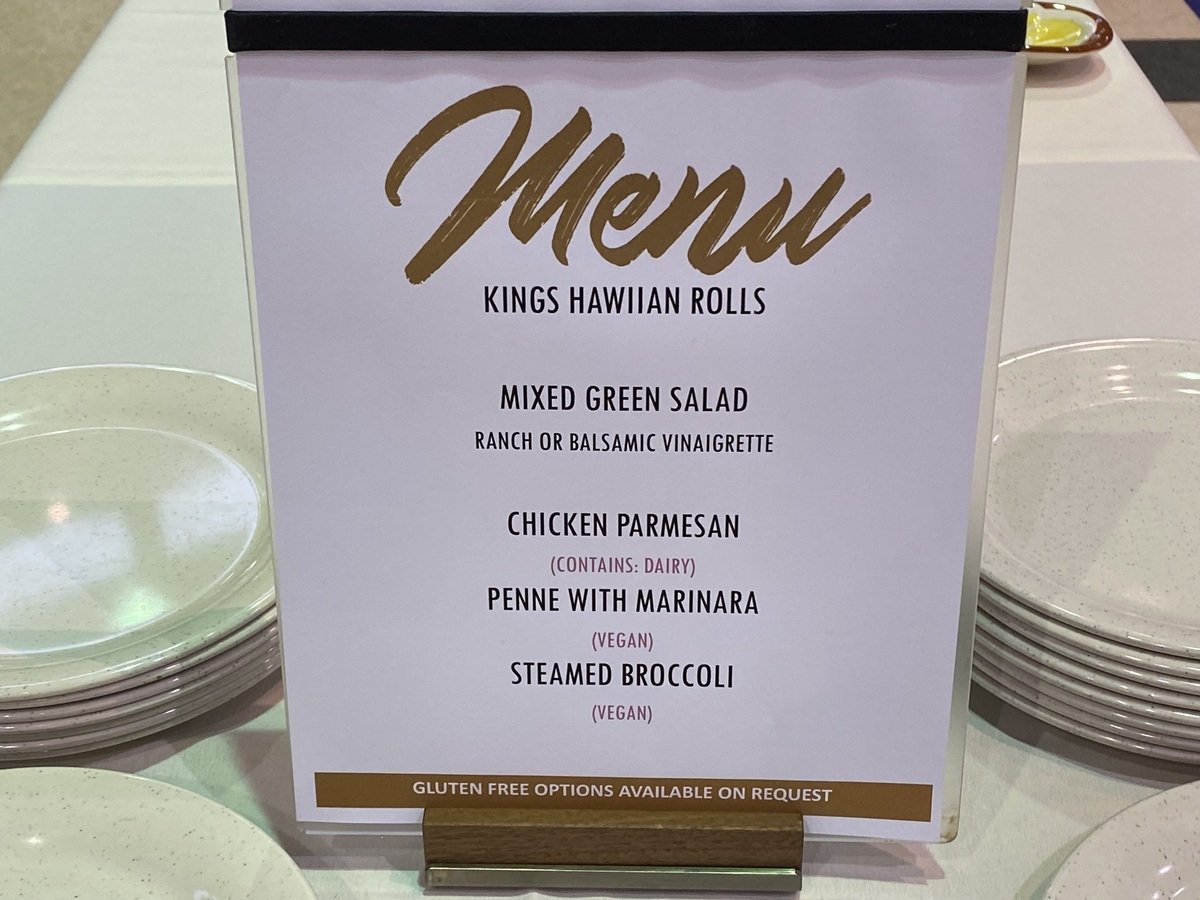 Menu
KINGS HAWIIAN ROLLS
MIXED GREEN SALAD
RANCH OR BALSAMIC VINAIGRETTE
CHICKEN PARMESAN
(CONTAINS: DAIRY)
PENNE WITH MARINARA
(VEGAN)
STEAMED BROCCOLI
(VEGAN)
GLUTEN FREE OPTIONS AVAILABLE ON REQUEST